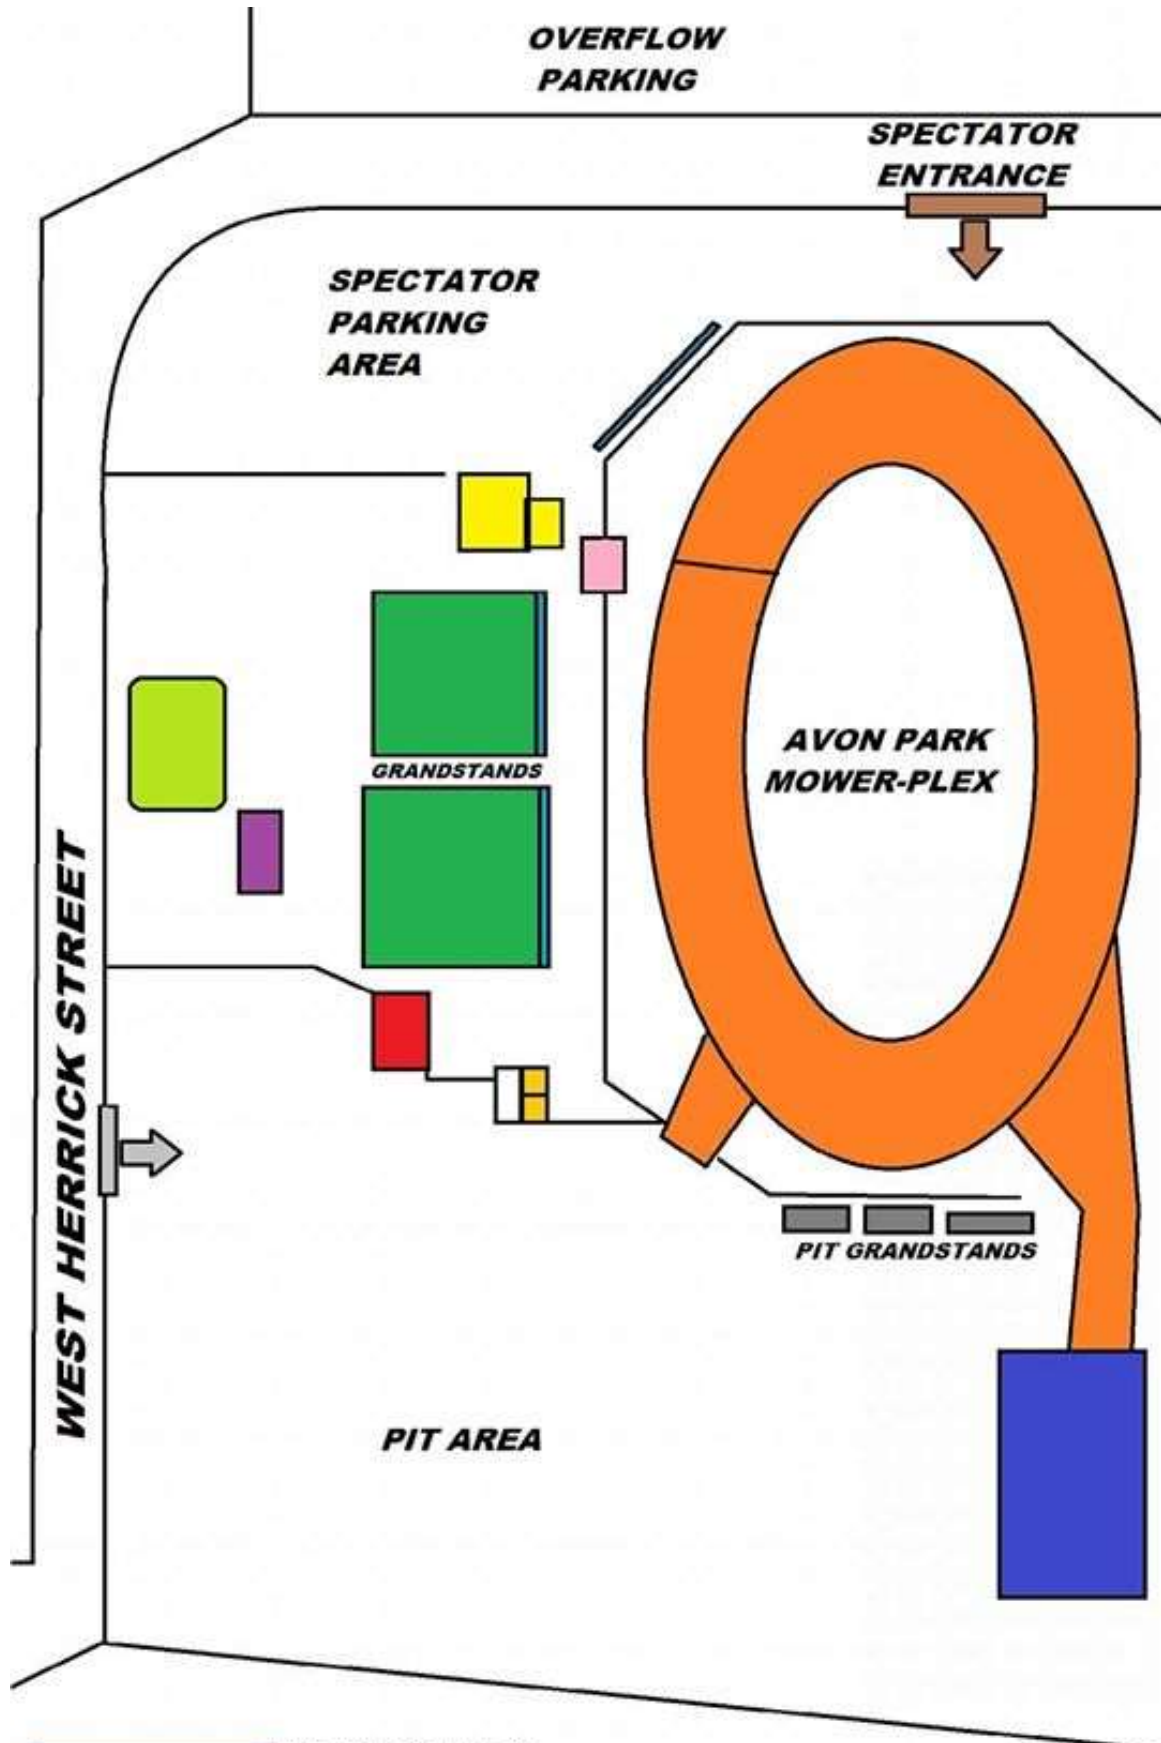 OVERFLOW
PARKING
SPECTATOR
ENTRANCE
SPECTATOR
PARKING
AREA
AVON PARK
MOWER-PLEX
GRANDSTANDS
WEST HERRICK STREET
PIT GRANDSTANDS
PIT AREA